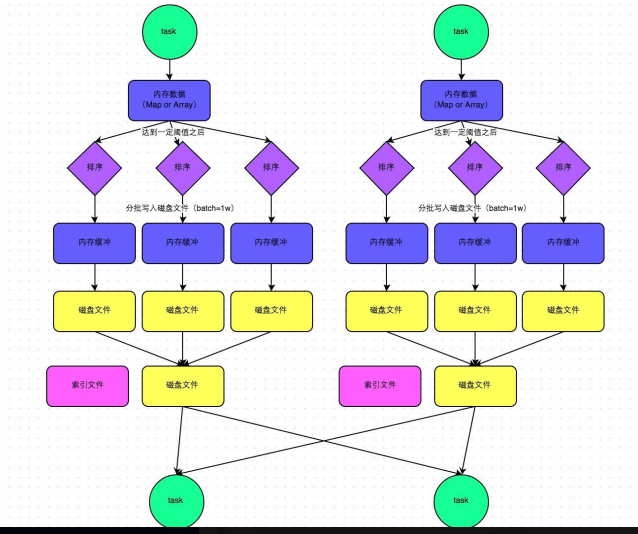 task
task
内存数据
（Map or Array）
内存数据
（Map or Array）
达到一定阈值之后
达到一定阈值之后
排序
排序
排序
排序
排序
排序
分批写入磁盘文件（batch=1w）
分批写入磁盘文件（batch=1w）
内存缓冲
内存缓冲
内存缓冲
内存缓冲
内存缓冲
内存缓冲
磁盘文件
磁盘文件
磁盘文件
磁盘文件
磁盘文件
磁盘文件
索引文件
磁盘文件
索引文件
磁盘文件
task
task